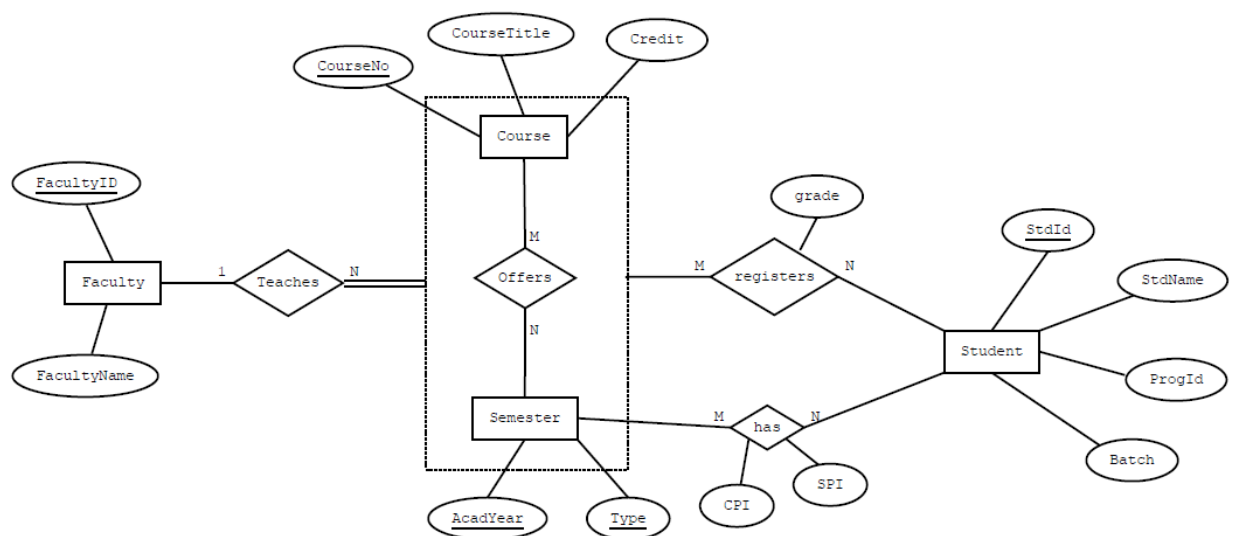 CourseTitle
Credit
CourseNo
Course
FacultyID
grade
StdId
M
1
Teaches
N
Offers
M
registers
N
StdName
Faculty
N
Student
FacultyName
ProgId
Semester
M
has
N
Batch
SPI
CPI
AcadYear
Type